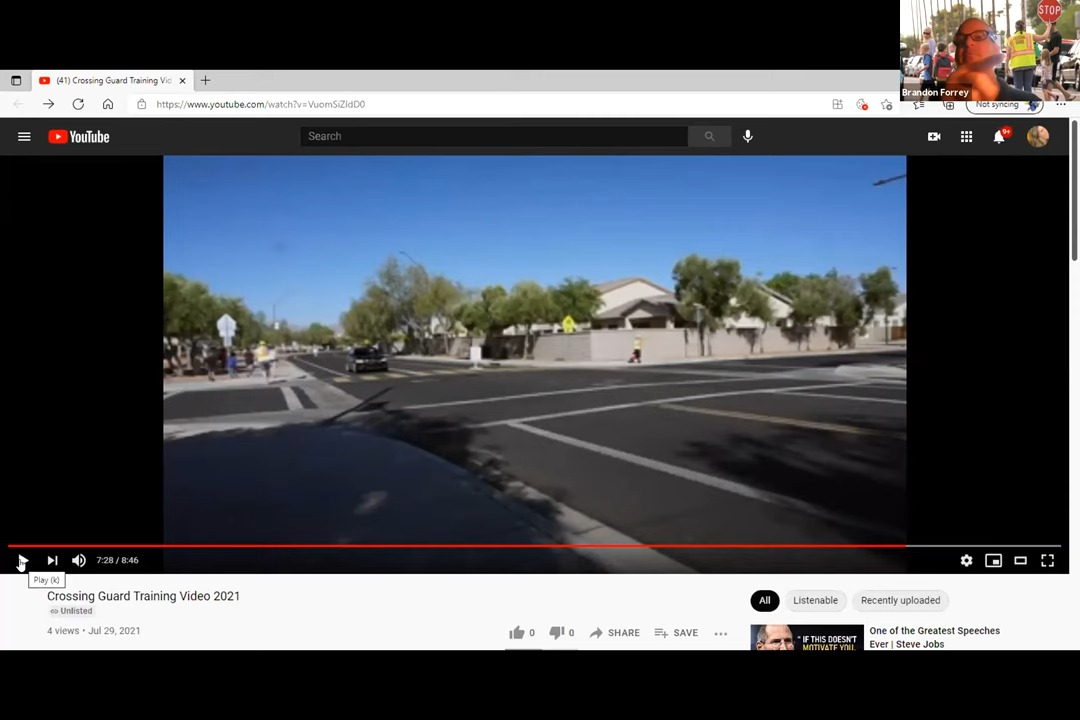 STOP
Brandon Forrey
(41) Crossing Guard Training Vid
https://www.youtube.com/watch?v=VuomSiZldD0
Not syncing
YouTube
Search
9+
7:28 / 8:46
Play (k)
Crossing Guard Training Video 2021
Unlisted
4 views • Jul 29, 2021
0
0
SHARE
SAVE
All
Listenable
Recently uploaded
"IF THIS DOESN'T
MOTIVATE YOU,
One of the Greatest Speeches
Ever | Steve Jobs